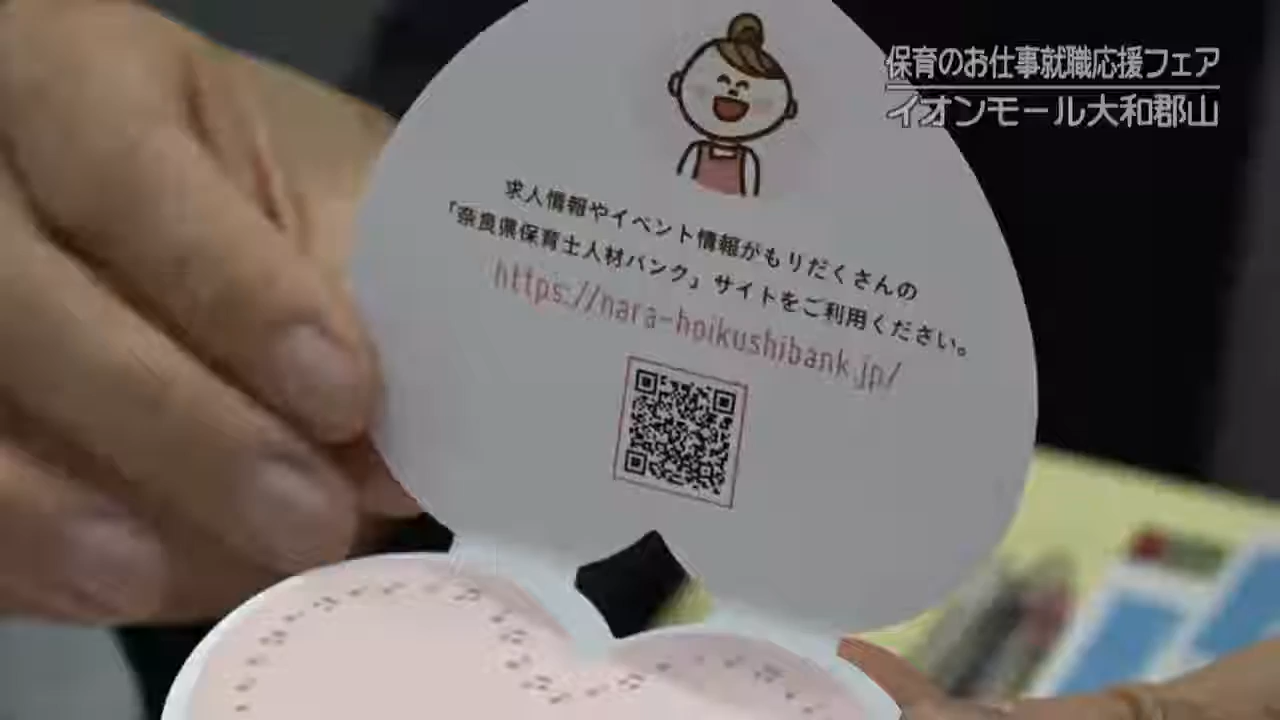 保育のお仕事就職応援フェア
イオンモール大和郡山
求人情報やイベント情報がもりだくさんの
「奈良県保育士人材バンク」サイトをご利用ください。
https://nara-hoikushibank.jp/